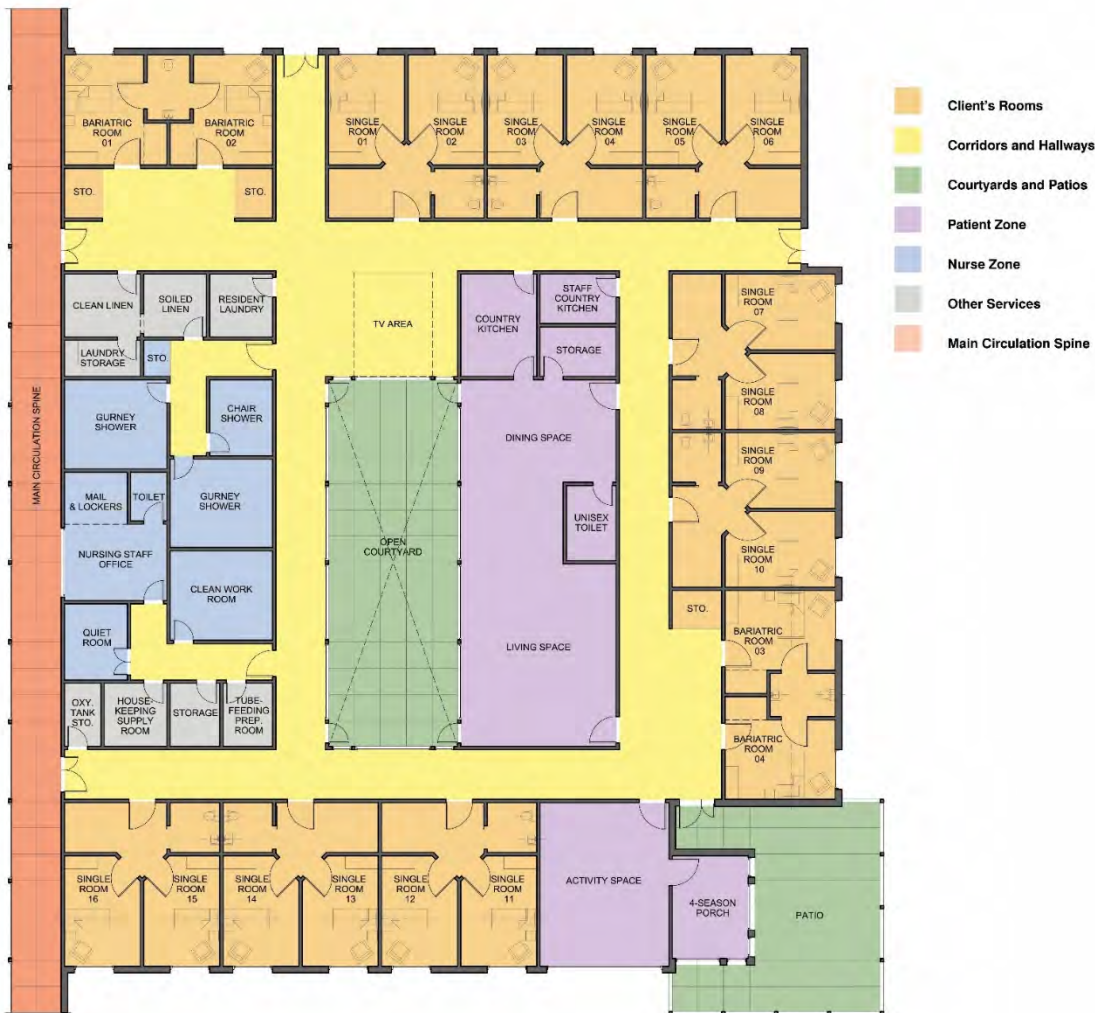 BARIATRIC
ROOM
01
BARIATRIC
ROOM
02
SINGLE
ROOM
01
SINGLE
ROOM
02
SINGLE
ROOM
03
SINGLE
ROOM
04
SINGLE
ROOM
05
SINGLE
ROOM
06
STO.
STO.
Client's Rooms
Corridors and Hallways
Courtyards and Patios
Patient Zone
Nurse Zone
Other Services
Main Circulation Spine
CLEAN LINEN
SOILED
LINEN
RESIDENT
LAUNDRY
TV AREA
COUNTRY
KITCHEN
STAFF
COUNTRY
KITCHEN
STORAGE
SINGLE
ROOM
07
LAUNDRY
STORAGE
STO.
GURNEY
SHOWER
CHAIR
SHOWER
DINING SPACE
SINGLE
ROOM
08
MAIN CIRCULATION SPINE
MAIL
& LOCKERS
TOILET
GURNEY
SHOWER
UNISEX
TOILET
SINGLE
ROOM
09
NURSING STAFF
OFFICE
OPEN
COURTYARD
SINGLE
ROOM
10
CLEAN WORK
ROOM
QUIET
ROOM
LIVING SPACE
STO.
BARIATRIC
ROOM
03
OXY.
TANK
STO.
HOUSE-
KEEPING
SUPPLY
ROOM
STORAGE
TUBE-
FEEDING
PREP.
ROOM
BARIATRIC
ROOM
04
SINGLE
ROOM
16
SINGLE
ROOM
15
SINGLE
ROOM
14
SINGLE
ROOM
13
SINGLE
ROOM
12
SINGLE
ROOM
11
ACTIVITY SPACE
4-SEASON
PORCH
PATIO